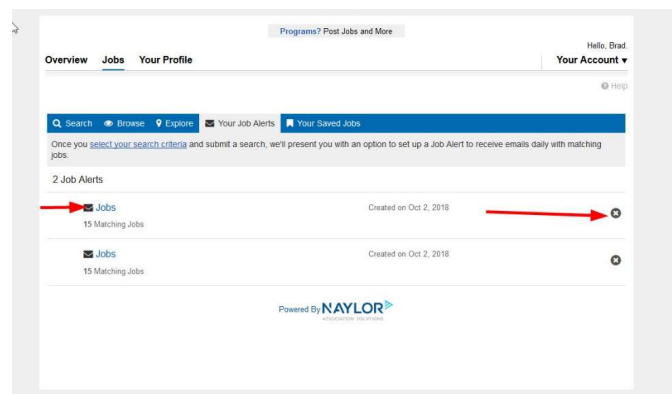 Programs? Post Jobs and More
Hello, Brad.
Overview Jobs Your Profile Your Account
Help
Search Browse Explore Your Job Alerts Your Saved Jobs
Once you select your search criteria and submit a search, we'll present you with an option to set up a Job Alert to receive emails daily with matching
jobs.
2 Job Alerts
Jobs Created on Oct 2, 2018
15 Matching Jobs
Jobs Created on Oct 2, 2018
15 Matching Jobs
Powered By NAYLOR
ASSOCIATION SOLUTIONS